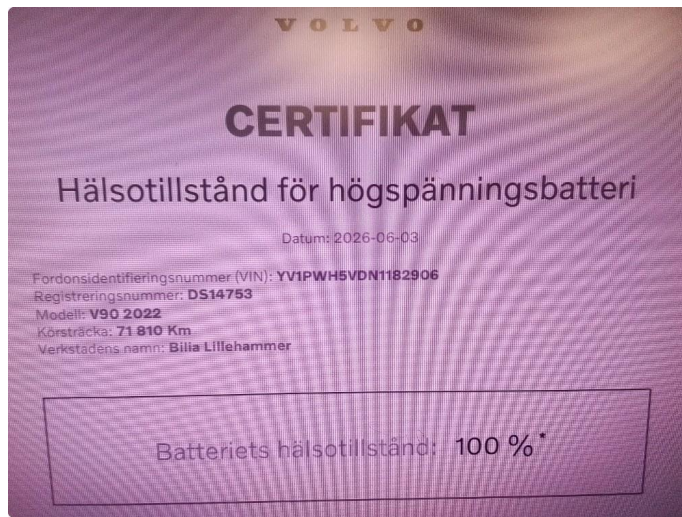 VOLVO
CERTIFIKAT
Hälsotillstånd för högspänningsbatteri
Datum: 2026-06-03
Fordonsidentifieringsnummer (VIN): YV1PWH5VDN1182906
Registreringsnummer: DS14753
Modell: V90 2022
Körsträcka: 71 810 Km
Verkstadens namn: Bilia Lillehammer
Batteriets hälsotillstånd: 100 %*